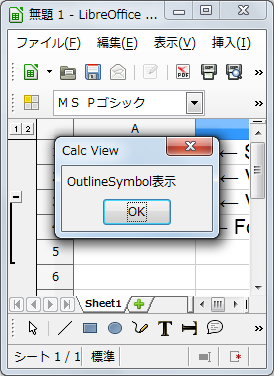 無題 1 - LibreOffice ...
ファイル(F) 編集(E) 表示(V) 挿入(I)
PDF
ＭＳ Ｐゴシック
1 2
A
Calc View
OutlineSymbol表示
OK
5
6
Sheet1
T
シート 1 / 1 標準